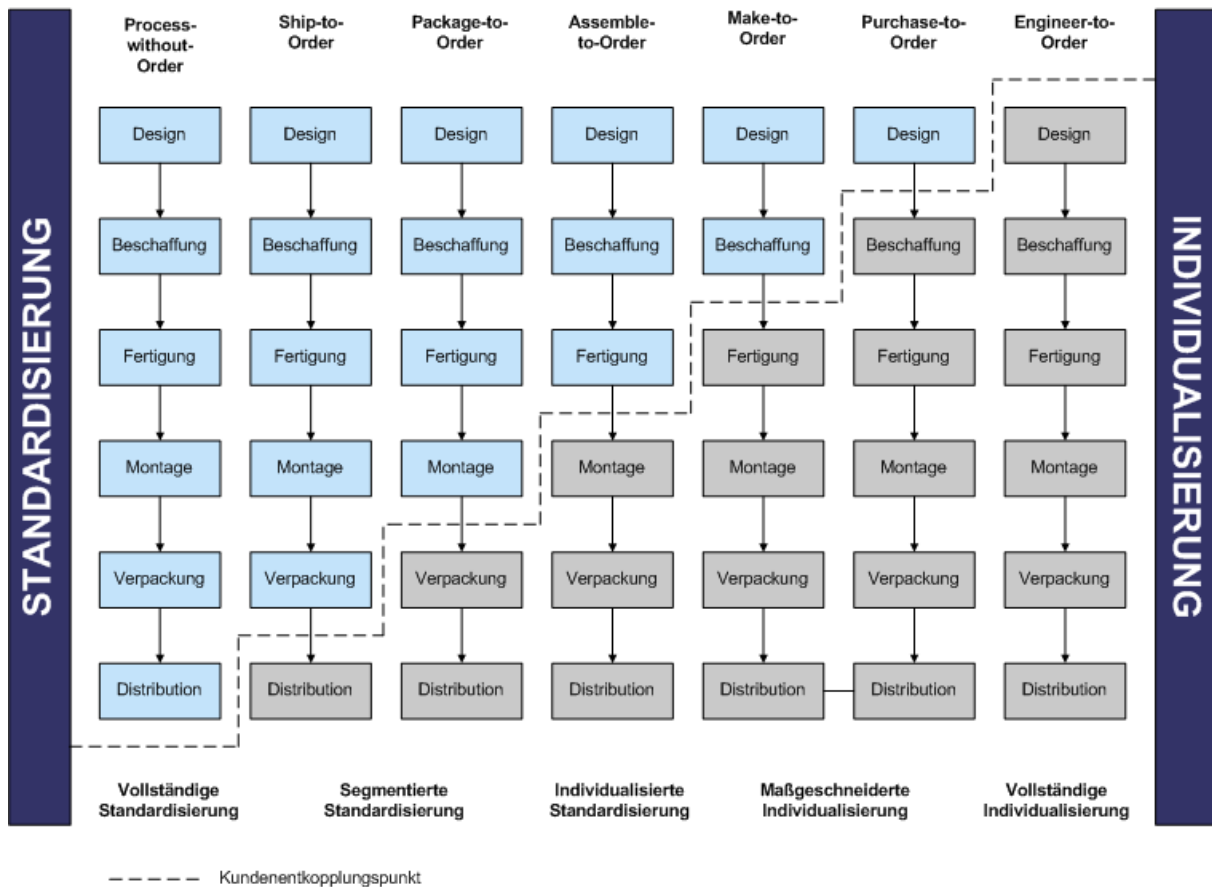 Process-
without-
Order
Ship-to-
Order
Package-to-
Order
Assemble-
to-Order
Make-to-
Order
Purchase-to-
Order
Engineer-to-
Order
STANDARDISIERUNG
INDIVIDUALISIERUNG
Design
Design
Design
Design
Design
Design
Design
Beschaffung
Beschaffung
Beschaffung
Beschaffung
Beschaffung
Beschaffung
Beschaffung
Fertigung
Fertigung
Fertigung
Fertigung
Fertigung
Fertigung
Fertigung
Montage
Montage
Montage
Montage
Montage
Montage
Montage
Verpackung
Verpackung
Verpackung
Verpackung
Verpackung
Verpackung
Verpackung
Distribution
Distribution
Distribution
Distribution
Distribution
Distribution
Distribution
Vollständige
Standardisierung
Segmentierte
Standardisierung
Individualisierte
Standardisierung
Maßgeschneiderte
Individualisierung
Vollständige
Individualisierung
Kundenentkopplungspunkt